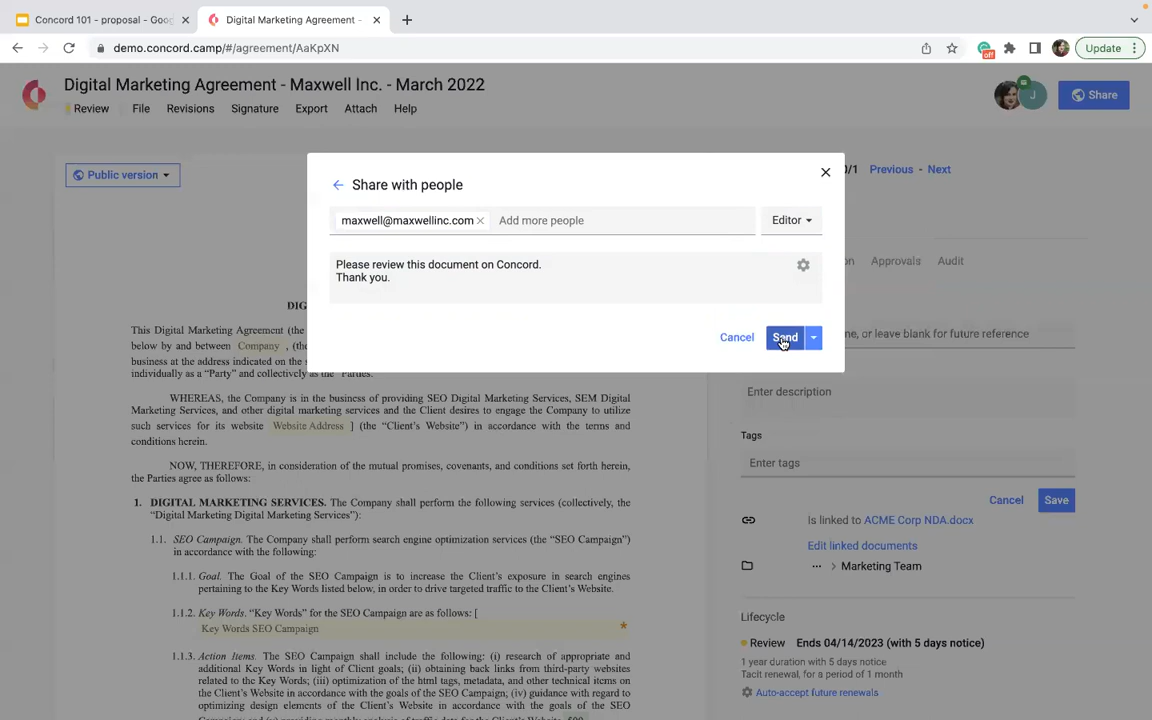 Concord 101 - proposal - Goo
Digital Marketing Agreement -
demo.concord.camp/#/agreement/AaKpXN
off
Update
Digital Marketing Agreement - Maxwell Inc. - March 2022
Review File Revisions Signature Export Attach Help
J
Share
Public version
0/1 Previous - Next
Share with people
maxwell@maxwellinc.com Add more people
Editor
Please review this document on Concord.
Thank you.
Cancel Send
on Approvals Audit
ne, or leave blank for future reference
Enter description
Tags
Enter tags
Cancel Save
Is linked to ACME Corp NDA.docx
Edit linked documents
... > Marketing Team
Lifecycle
Review Ends 04/14/2023 (with 5 days notice)
1 year duration with 5 days notice
Tacit renewal, for a period of 1 month
Auto-accept future renewals
DIG
This Digital Marketing Agreement (the
below by and between Company , (the
business at the address indicated on the s
individually as a “Party” and collectively as the “Parties.
WHEREAS, the Company is in the business of providing SEO Digital Marketing Services, SEM Digital
Marketing Services, and other digital marketing services and the Client desires to engage the Company to utilize
such services for its website Website Address ] (the “Client’s Website”) in accordance with the terms and
conditions herein.
NOW, THEREFORE, in consideration of the mutual promises, covenants, and conditions set forth herein,
the Parties agree as follows:
1. DIGITAL MARKETING SERVICES. The Company shall perform the following services (collectively, the
“Digital Marketing Digital Marketing Services”):
1.1. SEO Campaign. The Company shall perform search engine optimization services (the “SEO Campaign”)
in accordance with the following:
1.1.1. Goal. The Goal of the SEO Campaign is to increase the Client’s exposure in search engines
pertaining to the Key Words listed below, in order to drive targeted traffic to the Client’s Website.
1.1.2. Key Words. “Key Words” for the SEO Campaign are as follows: [
Key Words SEO Campaign
1.1.3. Action Items. The SEO Campaign shall include the following: (i) research of appropriate and
additional Key Words in light of Client goals; (ii) obtaining back links from third-party websites
related to the Key Words; (iii) optimization of the html tags, metadata, and other technical items on
the Client’s Website in accordance with the goals of the SEO Campaign; (iv) guidance with regard to
optimizing design elements of the Client’s Website in accordance with the goals of the SEO